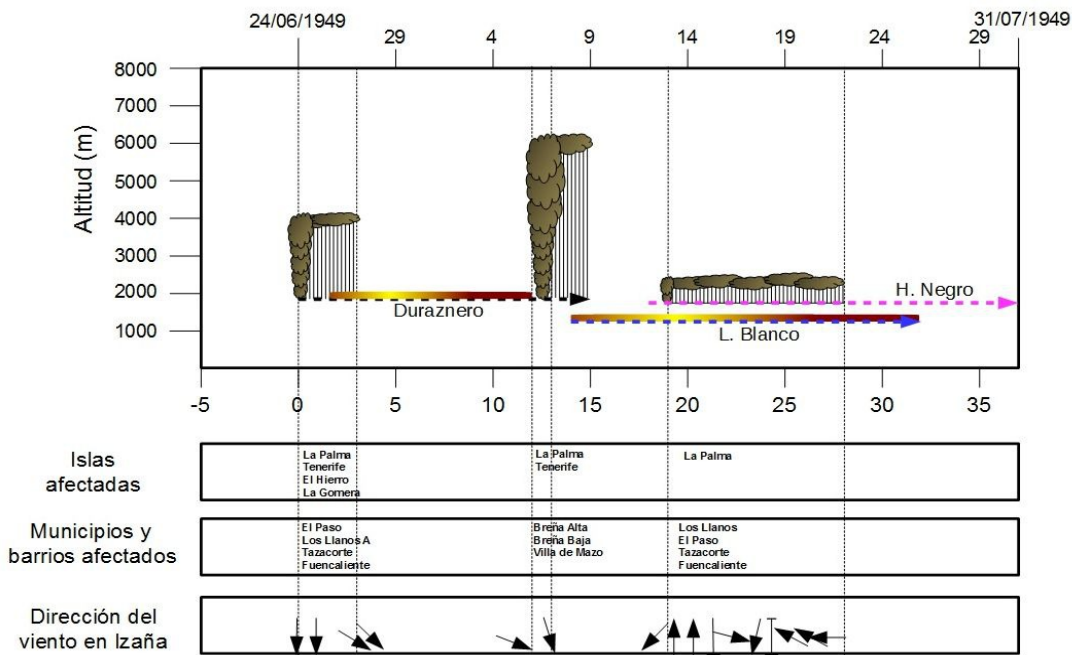 24/06/1949
31/07/1949
29 4 9 14 19 24 29
8000
7000
6000
5000
4000
3000
2000
1000
Altitud (m)
Duraznero
H. Negro
L. Blanco
-5 0 5 10 15 20 25 30 35
Islas
afectadas
La Palma
Tenerife
El Hierro
La Gomera
La Palma
Tenerife
La Palma
Municipios y
barrios afectados
El Paso
Los Llanos A
Tazacorte
Fuencaliente
Breña Alta
Breña Baja
Villa de Mazo
Los Llanos
El Paso
Tazacorte
Fuencaliente
Dirección del
viento en Izaña